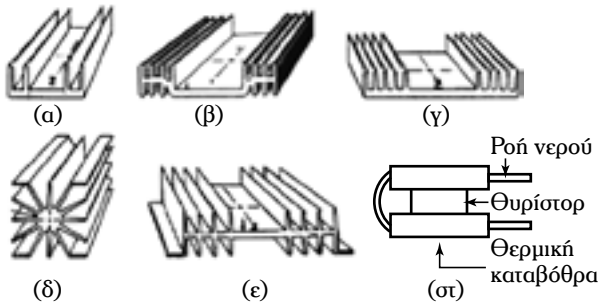 (α) (β) (γ)
Ροή νερού
Θυρίστορ
Θερμική
καταβόθρα
(δ) (ε) (στ)